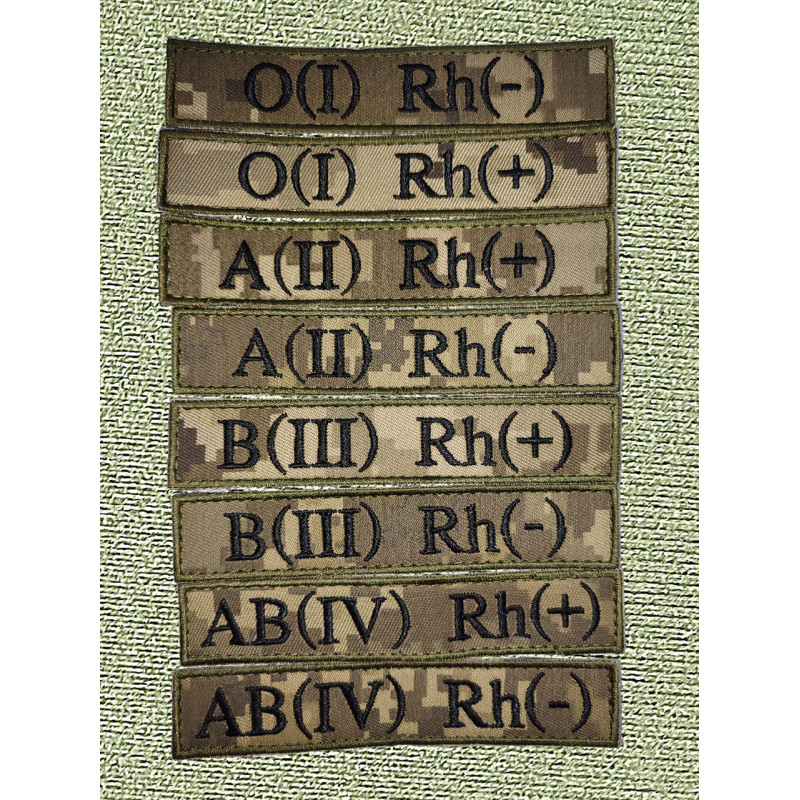 O(I) Rh(-)
O(I) Rh(+)
A(II) Rh(+)
A(II) Rh(-)
B(III) Rh(+)
B(III) Rh(-)
AB(IV) Rh(+)
AB(IV) Rh(-)